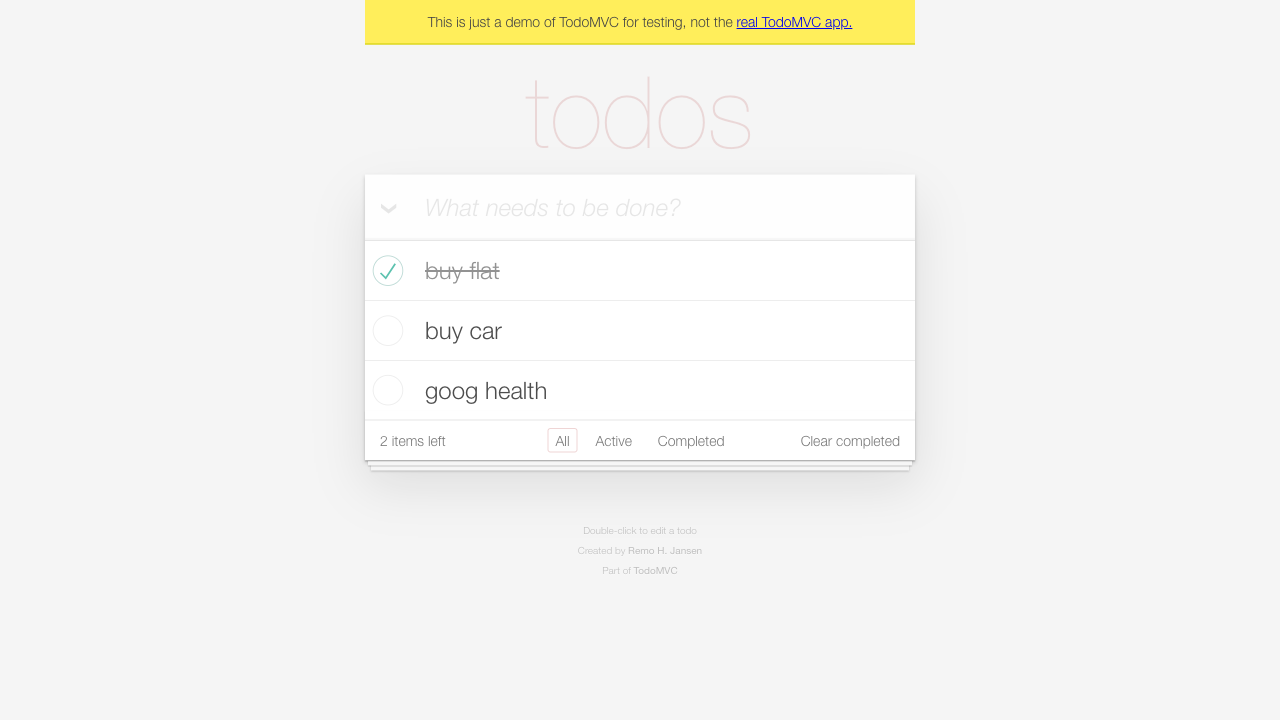 This is just a demo of TodoMVC for testing, not the real TodoMVC app.
todos
What needs to be done?
buy flat
buy car
goog health
2 items left All Active Completed Clear completed
Double-click to edit a todo
Created by Remo H. Jansen
Part of TodoMVC